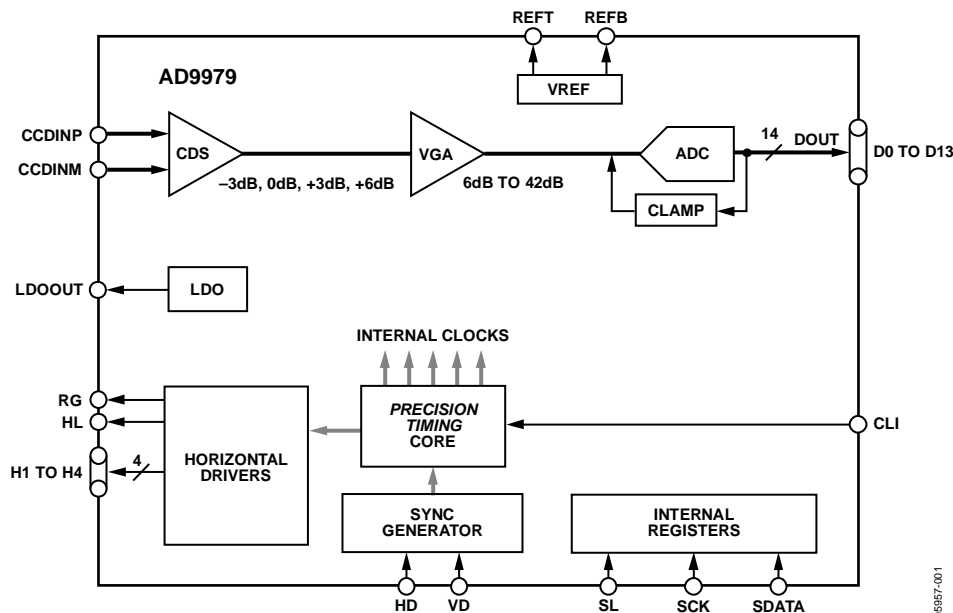 REFT REFB
AD9979
VREF
CCDINP
CCDINM
CDS
–3dB, 0dB, +3dB, +6dB
VGA
6dB TO 42dB
ADC
CLAMP
14
DOUT
D0 TO D13
LDOOUT
LDO
INTERNAL CLOCKS
RG
HL
H1 TO H4
4
HORIZONTAL
DRIVERS
PRECISION
TIMING
CORE
CLI
SYNC
GENERATOR
INTERNAL
REGISTERS
HD VD SL SCK SDATA
5957-001